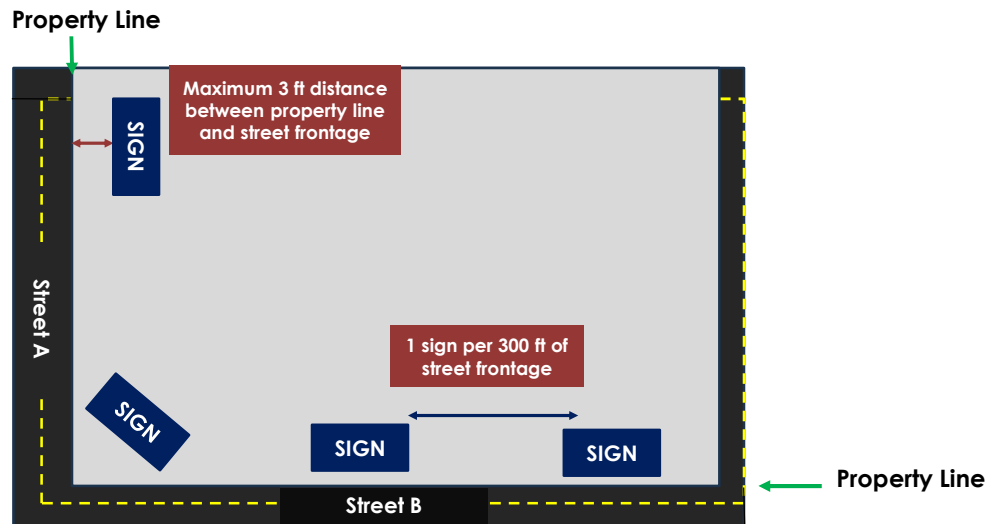 Property Line
Maximum 3 ft distance
between property line
and street frontage
SIGN
Street A
1 sign per 300 ft of
street frontage
SIGN
SIGN
SIGN
Property Line
Street B